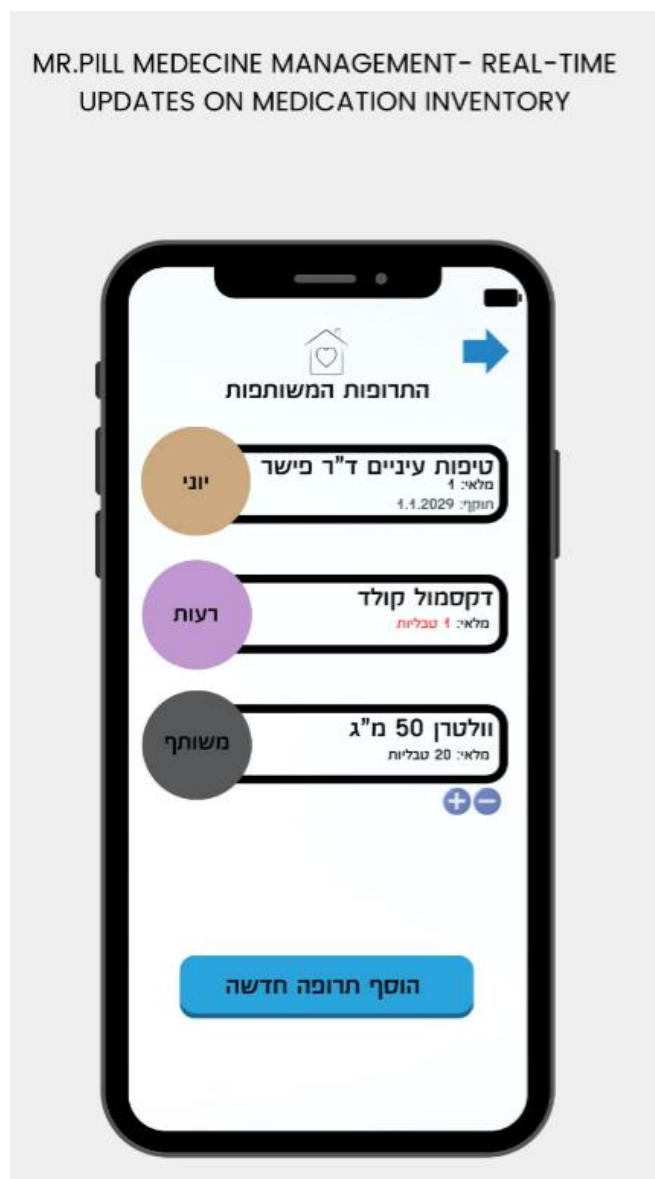 MR.PILL MEDECINE MANAGEMENT- REAL-TIME
UPDATES ON MEDICATION INVENTORY
התרופות המשותפות
טיפות עיניים ד"ר פישר
מלאי: 1
תוקף: 1.1.2029
יוני
דקסמול קולד
מלאי: 1 טבליות
רעות
וולטרן 50 מ"ג
מלאי: 20 טבליות
משותף
הוסף תרופה חדשה